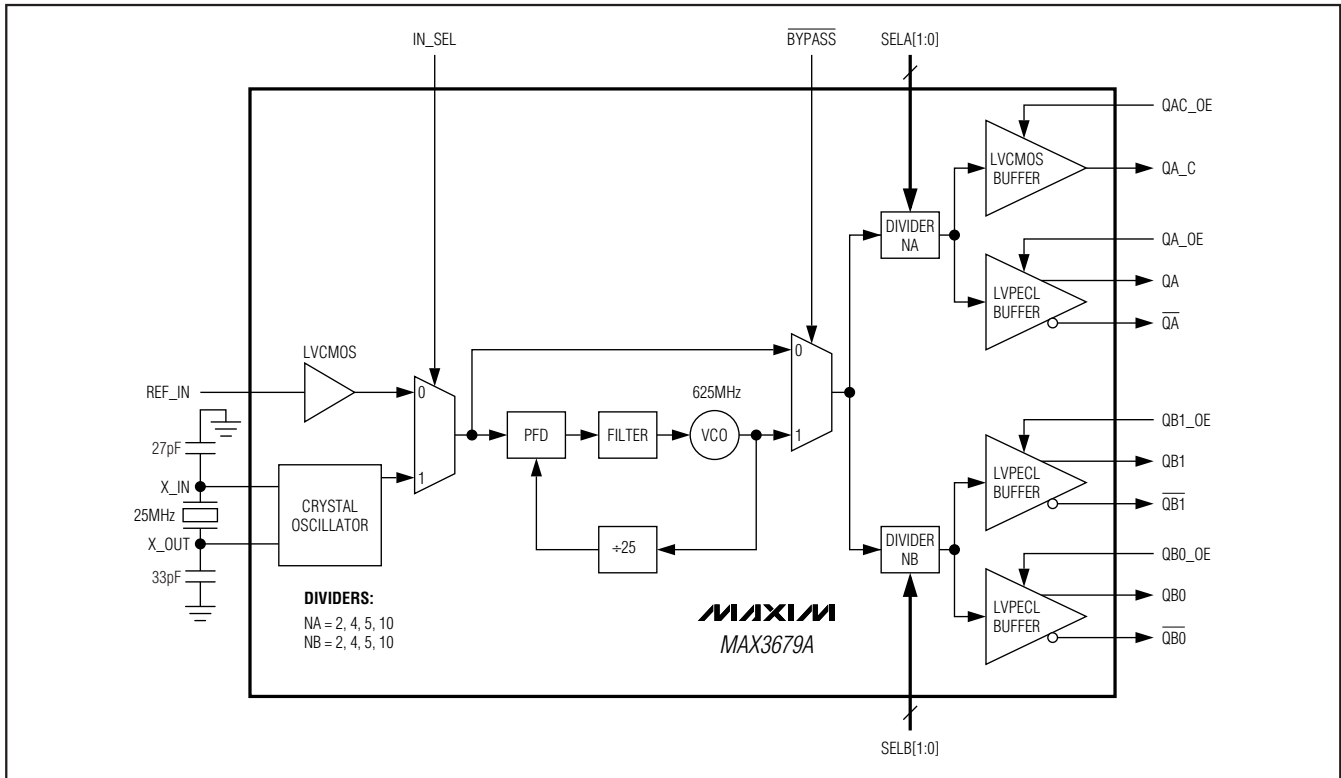 IN_SEL
BYPASS
SELA[1:0]
QAC_OE
LVCMOS
BUFFER
QA_C
DIVIDER
NA
QA_OE
LVPECL
BUFFER
QA
QA
LVCMOS
REF_IN
0
1
27pF
X_IN
25MHz
X_OUT
33pF
CRYSTAL
OSCILLATOR
PFD
FILTER
625MHz
VCO
÷25
0
1
QB1_OE
LVPECL
BUFFER
QB1
QB1
DIVIDER
NB
QB0_OE
LVPECL
BUFFER
QB0
QB0
DIVIDERS:
NA = 2, 4, 5, 10
NB = 2, 4, 5, 10
MAXIM
MAX3679A
SELB[1:0]